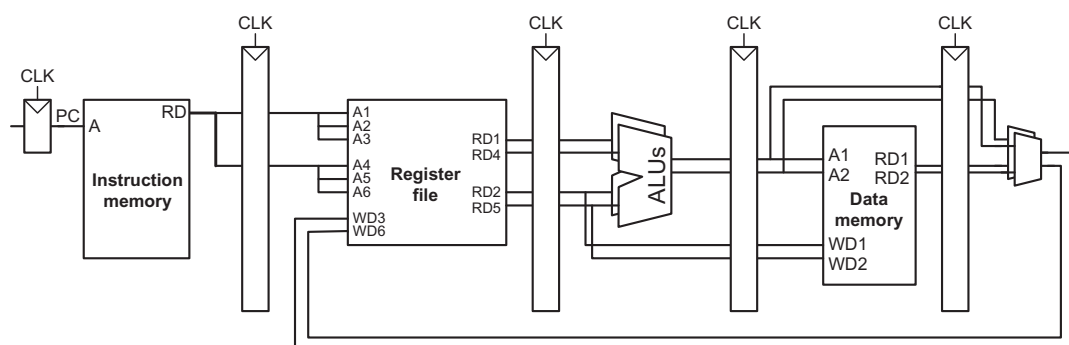 CLK
CLK
CLK
CLK
CLK
PC
A
RD
Instruction
memory
A1
A2
A3
A4
A5
A6
WD3
WD6
Register
file
RD1
RD4
RD2
RD5
ALUs
A1
A2
RD1
RD2
Data
memory
WD1
WD2